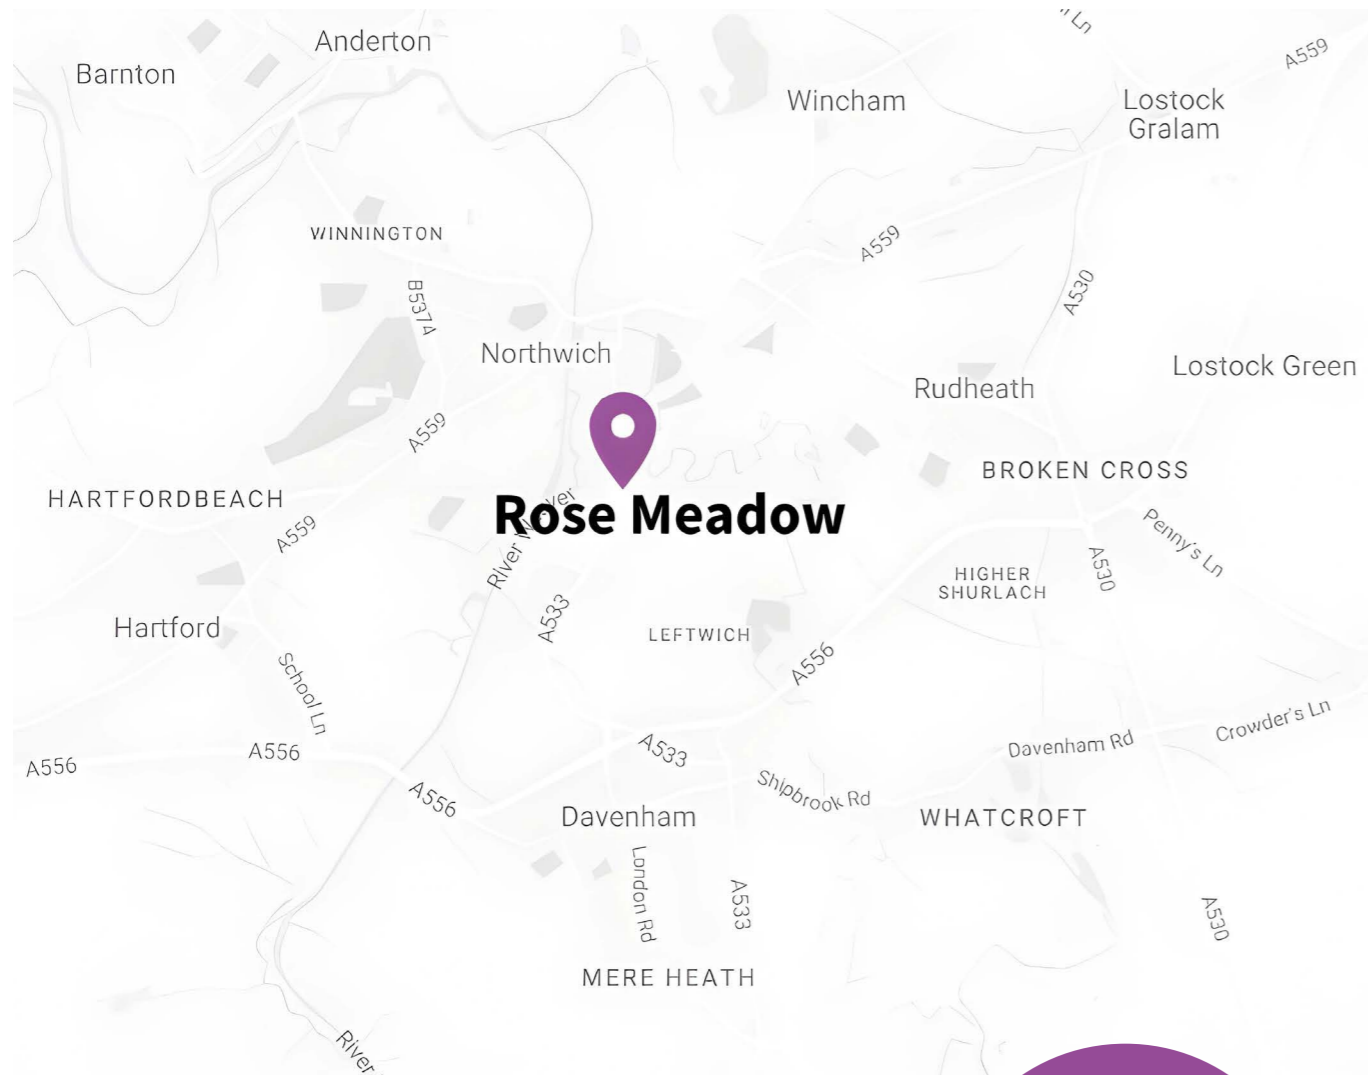 Anderton
Barnton
Ln
A559
Wincham
Lostock
Gralam
WINNINGTON
A559
B5374
A530
Northwich
Lostock Green
Rudheath
A559
BROKEN CROSS
HARTFORDBEACH
Rose Meadow
River
A559
Penny's Ln
A530
HIGHER
SHURLACH
A533
Hartford
LEFTWICH
A556
School Ln
Crowder's Ln
Davenham Rd
A533
A556
A556
A556
Shipbrook Rd
Davenham
WHATCROFT
London Rd
A533
A530
MERE HEATH
River